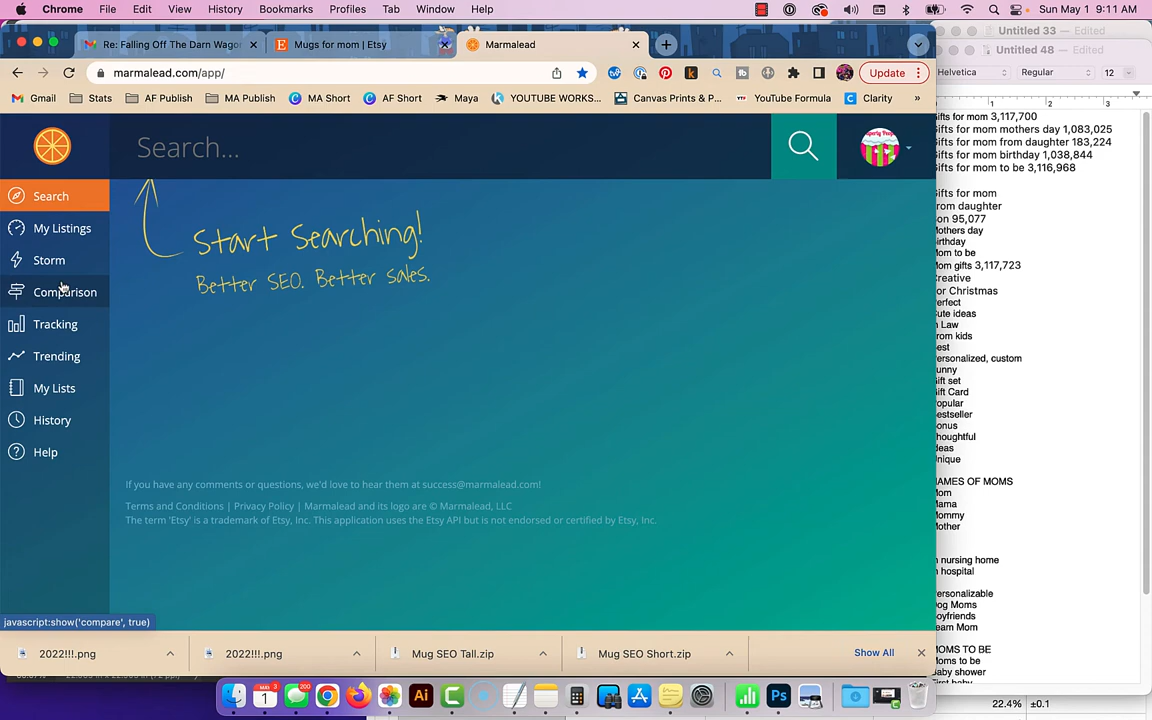 Chrome File Edit View History Bookmarks Profiles Tab Window Help
200 Sun May 1 9:11 AM
Re: Falling Off The Darn Wagon
Mugs for mom | Etsy
Marmalead
marmalead.com/app/
Update
Gmail Stats AF Publish MA Publish MA Short AF Short Maya YOUTUBE WORKS... Canvas Prints & P... YouTube Formula Clarity »
Search...
Search
My Listings
Storm
Comparison
Tracking
Trending
My Lists
History
Help
Start Searching!
Better SEO. Better sales.
If you have any comments or questions, we'd love to hear them at success@marmalead.com!
Terms and Conditions | Privacy Policy | Marmalead and its logo are © Marmalead, LLC
The term 'Etsy' is a trademark of Etsy, Inc. This application uses the Etsy API but is not endorsed or certified by Etsy, Inc.
javascript:show('compare', true)
2022!!!.png
2022!!!.png
Mug SEO Tall.zip
Mug SEO Short.zip
Show All
Untitled 33 — Edited
Untitled 48 — Edited
Helvetica Regular 12
1 2 3
ifts for mom 3,117,700
ifts for mom mothers day 1,083,025
ifts for mom from daughter 183,224
ifts for mom birthday 1,038,844
ifts for mom to be 3,116,968
ifts for mom
rom daughter
on 95,077
others day
irthday
om to be
om gifts 3,117,723
reative
or Christmas
erfect
ute ideas
n Law
rom kids
est
ersonalized, custom
unny
ift set
ift Card
opular
estseller
onus
houghtful
deas
nique
AMES OF MOMS
om
ama
ommy
other
n nursing home
n hospital
ersonalizable
og Moms
oyfriends
eam Mom
OMS TO BE
oms to be
aby shower
22.4% ±0.1